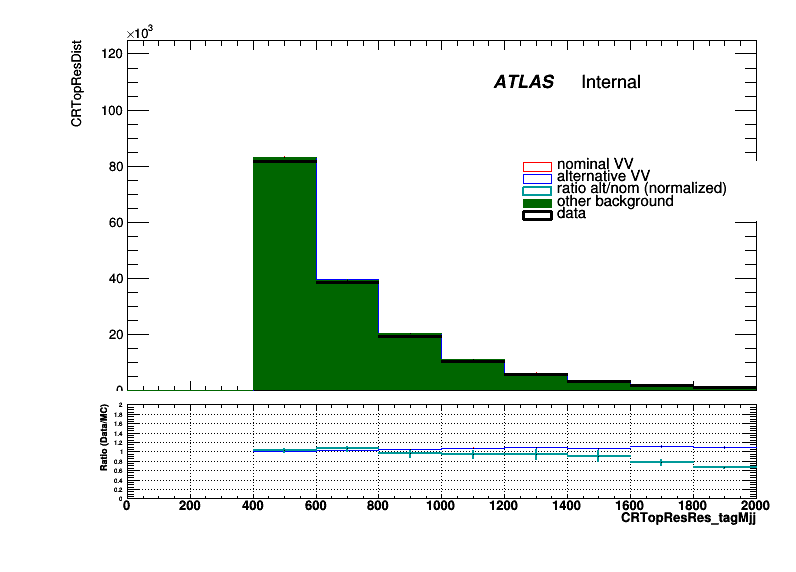 ×10³
120
100
80
60
40
20
0
CRTopResDist
ATLAS Internal
nominal VV
alternative VV
ratio alt/nom (normalized)
other background
data
2
1.8
1.6
1.4
1.2
1
0.8
0.6
0.4
0.2
0
Ratio (Data/MC)
0 200 400 600 800 1000 1200 1400 1600 1800 2000
CRTopResRes_tagMjj